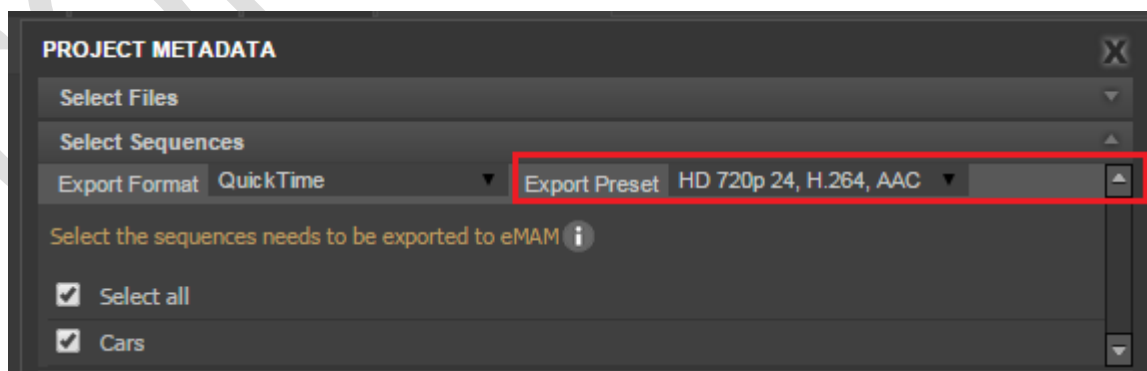 PROJECT METADATA X
Select Files
Select Sequences
Export Format QuickTime Export Preset HD 720p 24, H.264, AAC
Select the sequences needs to be exported to eMAM i
Select all
Cars